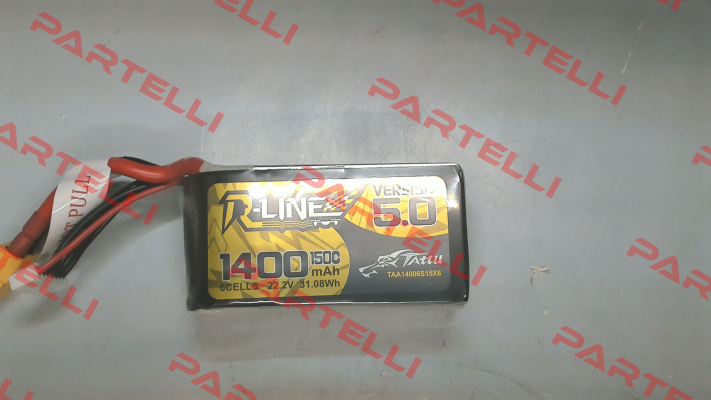 PARTELLI
PARTELLI
PARTELLI
PARTELLI
PARTELLI
PULL
R-LINE
VERSION
5.0
1400 150C
mAh
6CELLS 22.2V 31.08Wh
TATTU
TAA14006S15X6
PARTELLI
PARTELLI
PARTELLI